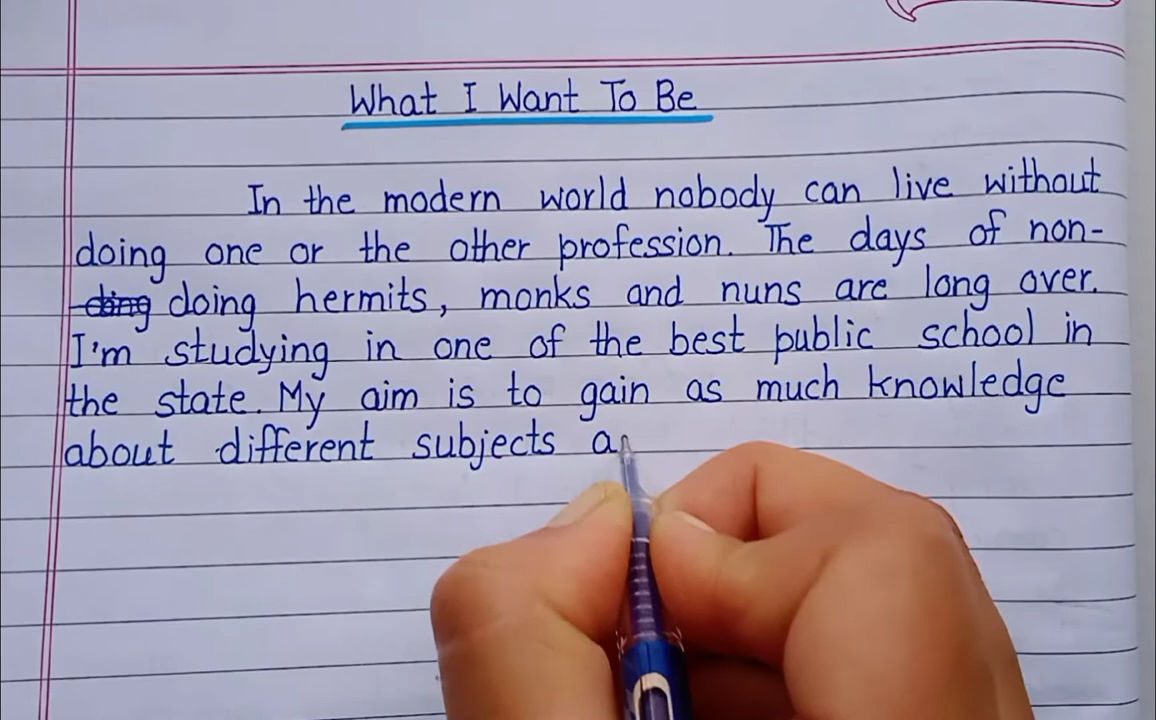 What I Want To Be
In the modern world nobody can live without
doing one or the other profession. The days of non-
doing hermits, monks and nuns are long over.
I'm studying in one of the best public school in
the state. My aim is to gain as much knowledge
about different subjects a